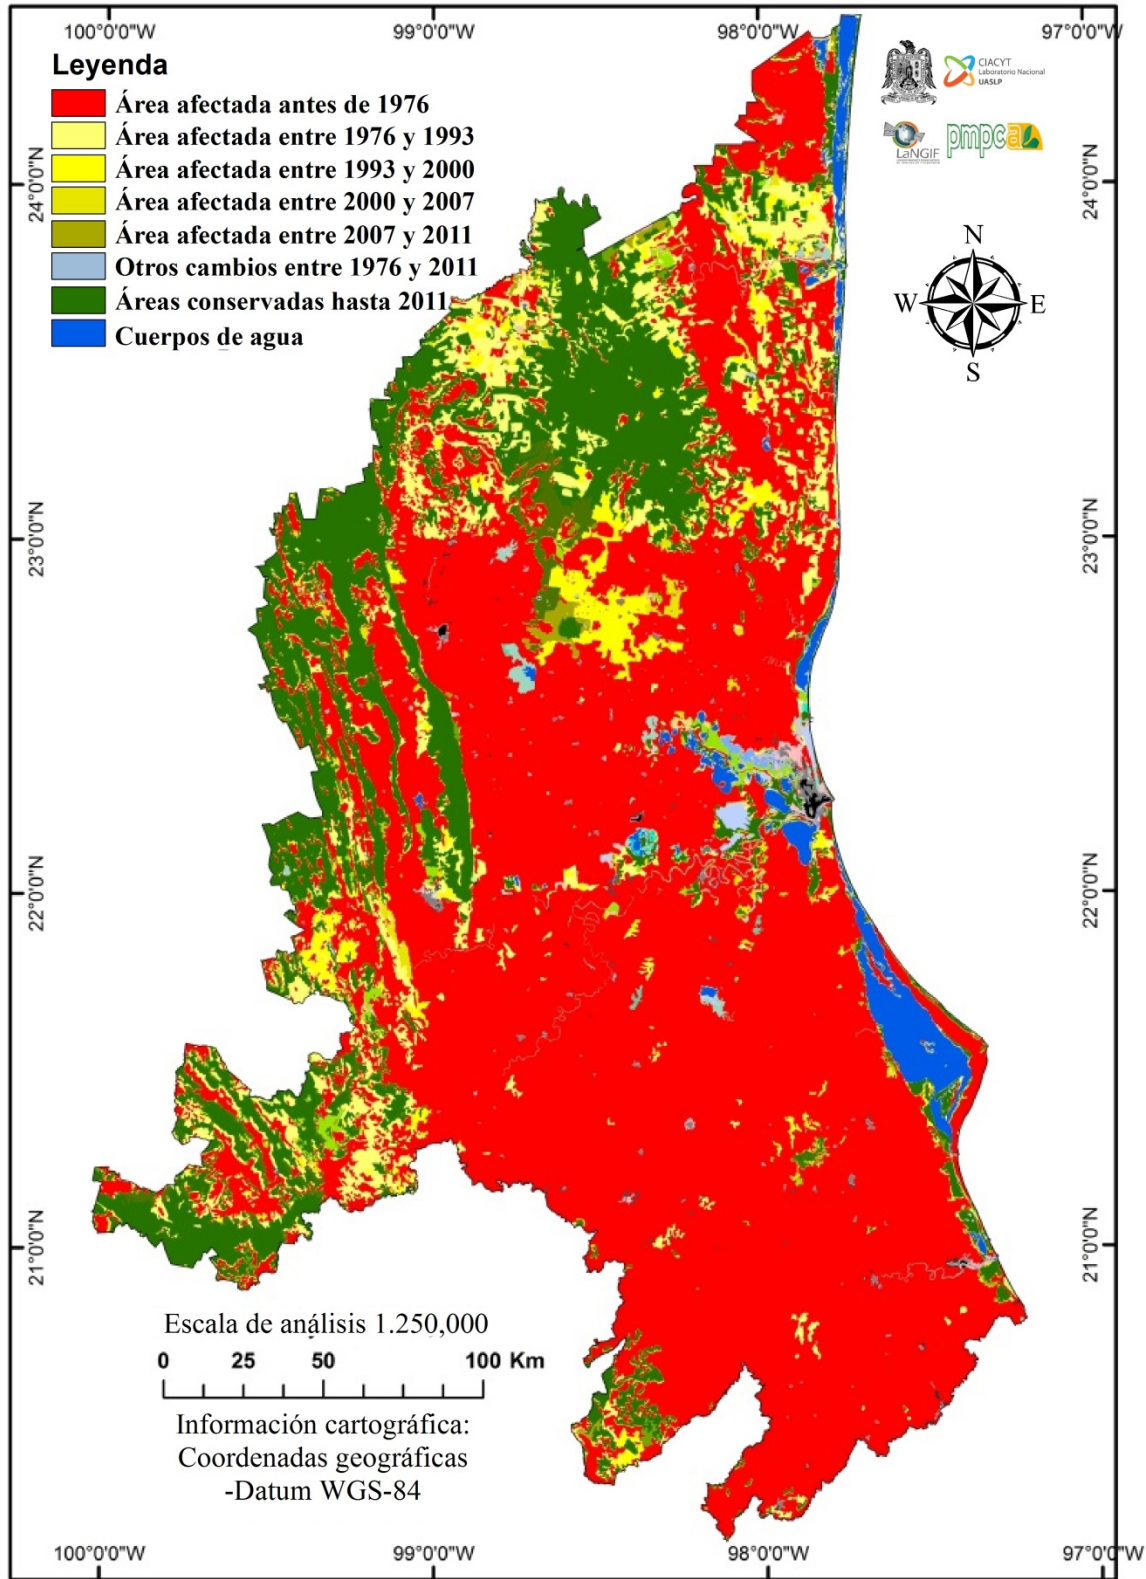 100°0'0"W 99°0'0"W 98°0'0"W 97°0'0"W
Leyenda
Área afectada antes de 1976
Área afectada entre 1976 y 1993
Área afectada entre 1993 y 2000
Área afectada entre 2000 y 2007
Área afectada entre 2007 y 2011
Otros cambios entre 1976 y 2011
Áreas conservadas hasta 2011
Cuerpos de agua
CIACYT
Laboratorio Nacional
UASLP
LaNGIF
pmpca
N
W E
S
24°0'0"N 24°0'0"N
23°0'0"N 23°0'0"N
22°0'0"N 22°0'0"N
21°0'0"N 21°0'0"N
Escala de análisis 1.250,000
0 25 50 100 Km
Información cartográfica:
Coordenadas geográficas
-Datum WGS-84
100°0'0"W 99°0'0"W 98°0'0"W 97°0'0"W